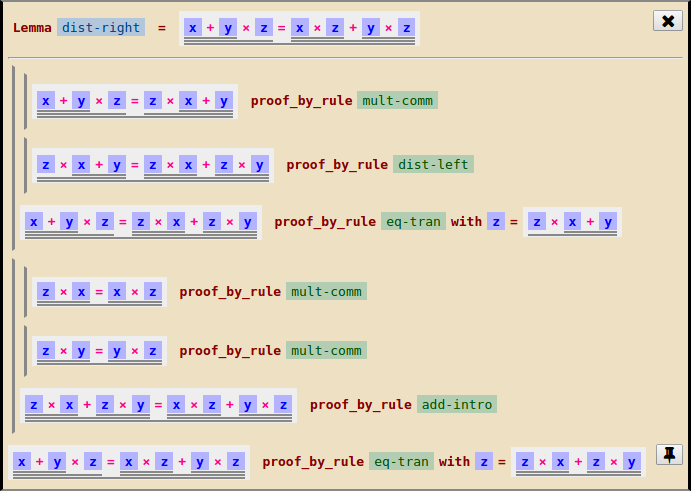 Lemma dist-right = x + y × z = x × z + y × z
x + y × z = z × x + y proof_by_rule mult-comm
z × x + y = z × x + z × y proof_by_rule dist-left
x + y × z = z × x + z × y proof_by_rule eq-tran with z = z × x + y
z × x = x × z proof_by_rule mult-comm
z × y = y × z proof_by_rule mult-comm
z × x + z × y = x × z + y × z proof_by_rule add-intro
x + y × z = x × z + y × z proof_by_rule eq-tran with z = z × x + z × y